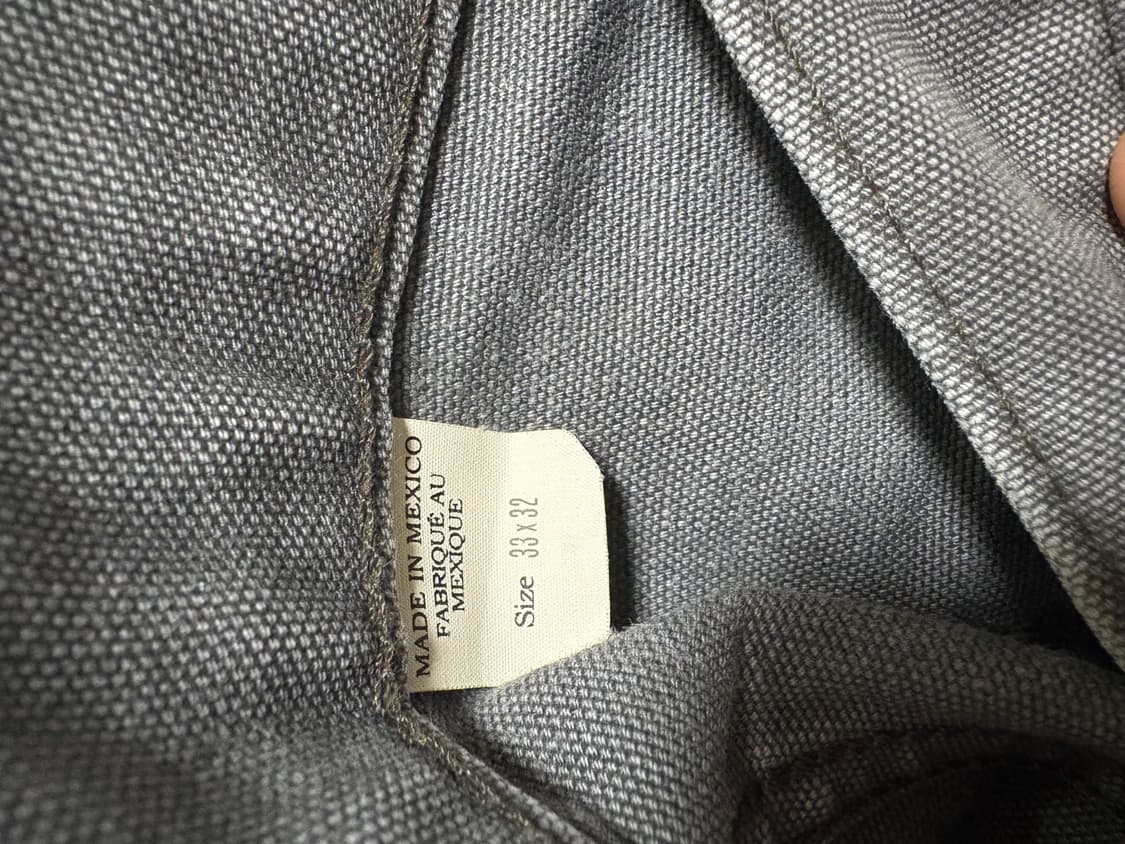 MADE IN MEXICO
FABRIQUÉ AU
MEXIQUE
Size 33 x 32